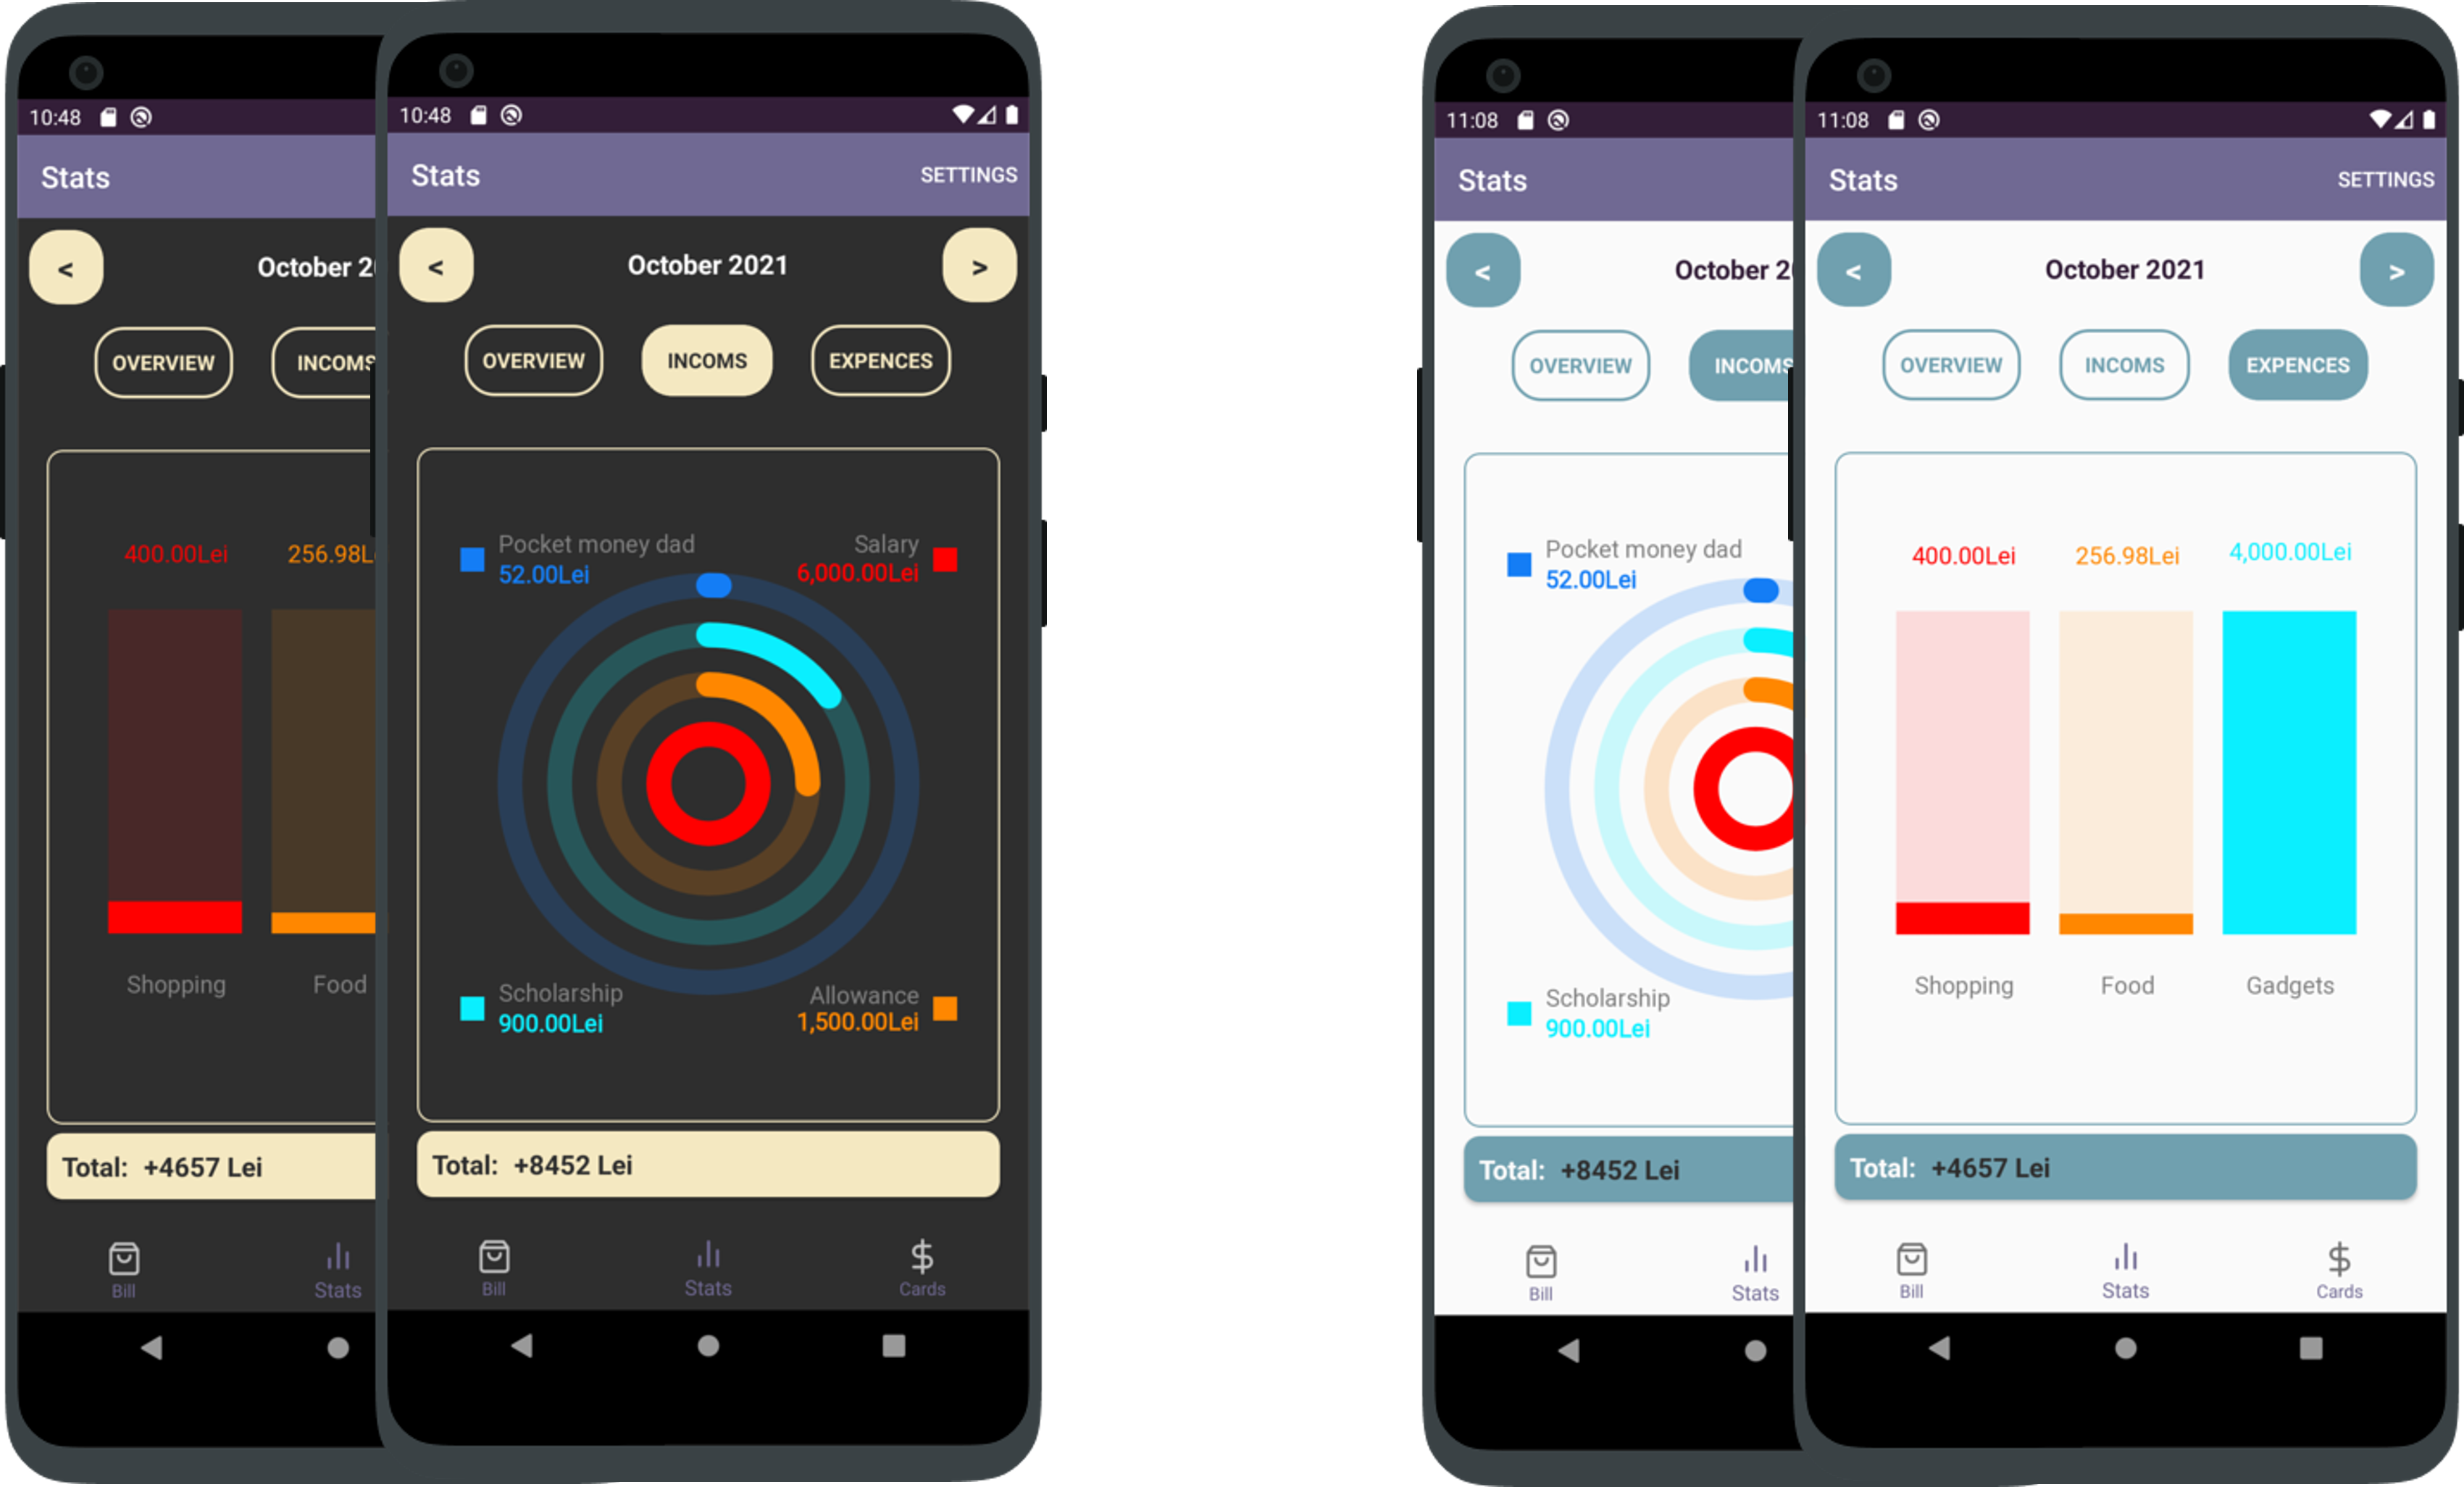 10:48
Stats
<
October 20
OVERVIEW
INCOMS
400.00Lei
256.98L
Shopping
Food
Total: +4657 Lei
Bill
Stats
10:48
Stats
SETTINGS
<
October 2021
>
OVERVIEW
INCOMS
EXPENCES
Pocket money dad
52.00Lei
Salary
6,000.00Lei
Scholarship
900.00Lei
Allowance
1,500.00Lei
Total: +8452 Lei
Bill
Stats
Cards
11:08
Stats
<
October 20
OVERVIEW
INCOMS
Pocket money dad
52.00Lei
Scholarship
900.00Lei
Total: +8452 Lei
Bill
Stats
11:08
Stats
SETTINGS
<
October 2021
>
OVERVIEW
INCOMS
EXPENCES
400.00Lei
256.98Lei
4,000.00Lei
Shopping
Food
Gadgets
Total: +4657 Lei
Bill
Stats
Cards